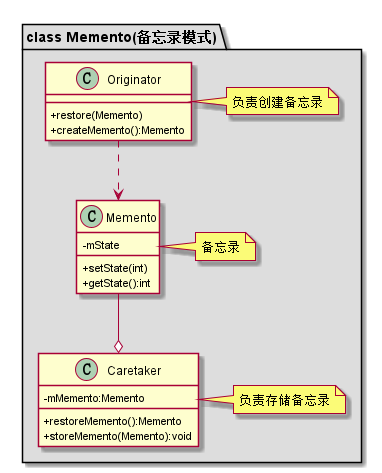 class Memento(备忘录模式)
C Originator
+restore(Memento)
+createMemento():Memento
负责创建备忘录
C Memento
-mState
+setState(int)
+getState():int
备忘录
C Caretaker
-mMemento:Memento
+restoreMemento():Memento
+storeMemento(Memento):void
负责存储备忘录